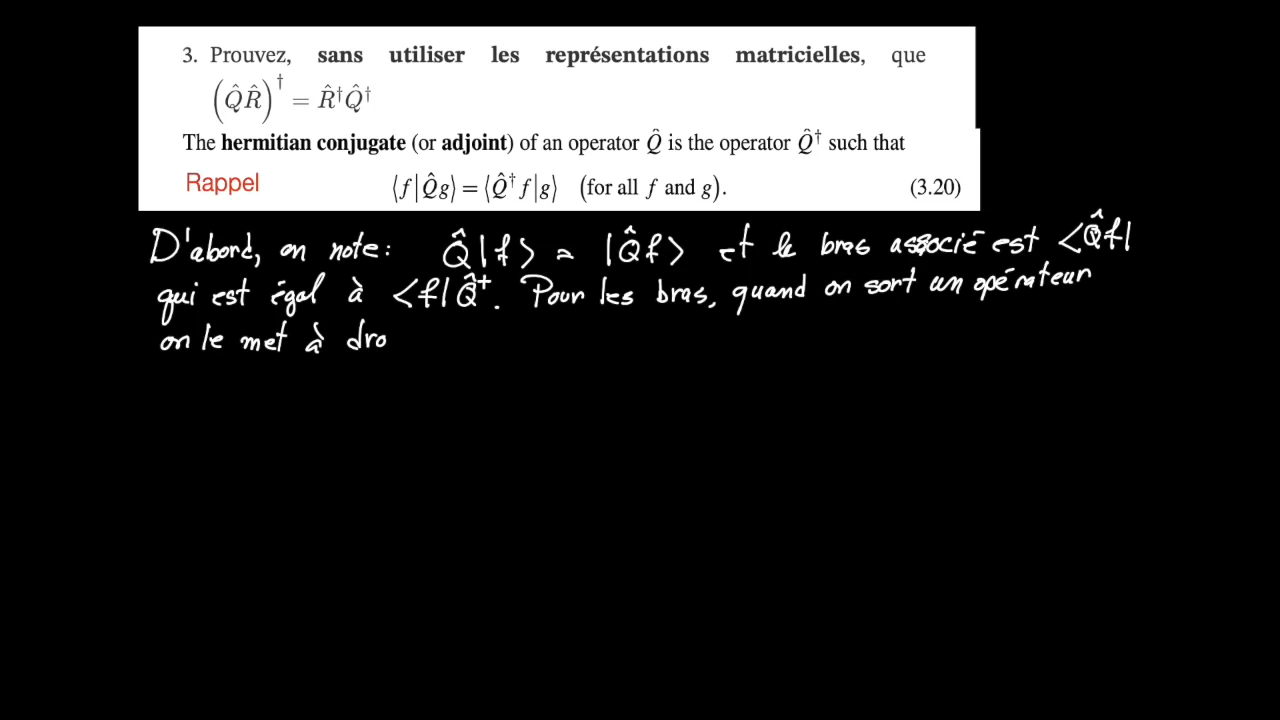 3. Prouvez, sans utiliser les représentations matricielles, que
(Q̂R̂)† = R̂†Q̂†
The hermitian conjugate (or adjoint) of an operator Q̂ is the operator Q̂† such that
Rappel ⟨f|Q̂g⟩ = ⟨Q̂†f|g⟩ (for all f and g). (3.20)
D'abord, on note: Q̂|f> = |Q̂f> et le bras associé est <Q̂f|
qui est égal à <f|Q̂†. Pour les bras, quand on sort un opérateur
on le met à dro